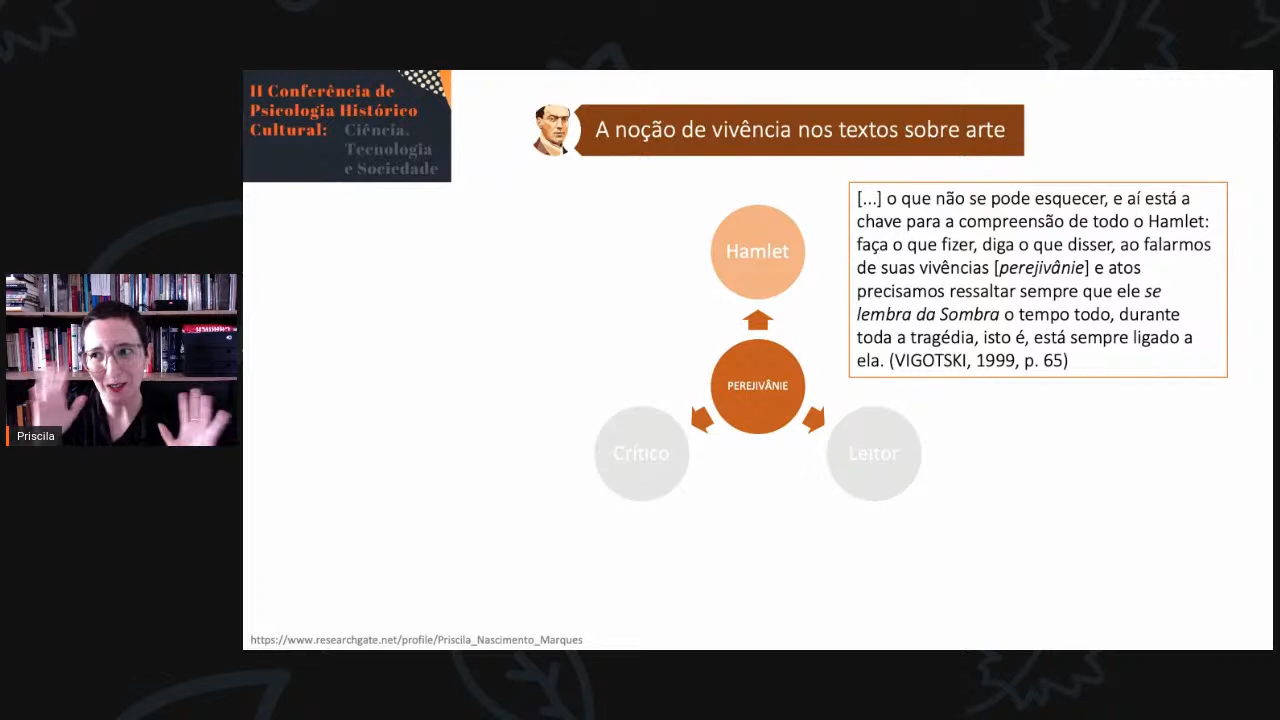 II Conferência de
Psicologia Histórico
Cultural: Ciência,
Tecnologia
e Sociedade
A noção de vivência nos textos sobre arte
[...] o que não se pode esquecer, e aí está a
chave para a compreensão de todo o Hamlet:
faça o que fizer, diga o que disser, ao falarmos
de suas vivências [perejivânie] e atos
precisamos ressaltar sempre que ele se
lembra da Sombra o tempo todo, durante
toda a tragédia, isto é, está sempre ligado a
ela. (VIGOTSKI, 1999, p. 65)
Hamlet
PEREJIVÂNIE
Crítico
Leitor
Priscila
https://www.researchgate.net/profile/Priscila_Nascimento_Marques